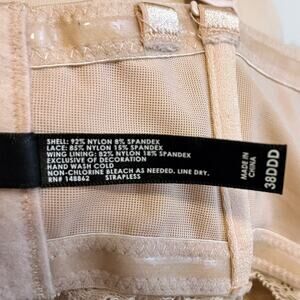 SHELL: 92% NYLON 8% SPANDEX
LACE: 85% NYLON 15% SPANDEX
WING LINING: 82% NYLON 18% SPANDEX
EXCLUSIVE OF DECORATION
HAND WASH COLD
NON-CHLORINE BLEACH AS NEEDED. LINE DRY.
RN# 148862 STRAPLESS
MADE IN
CHINA
38DDD